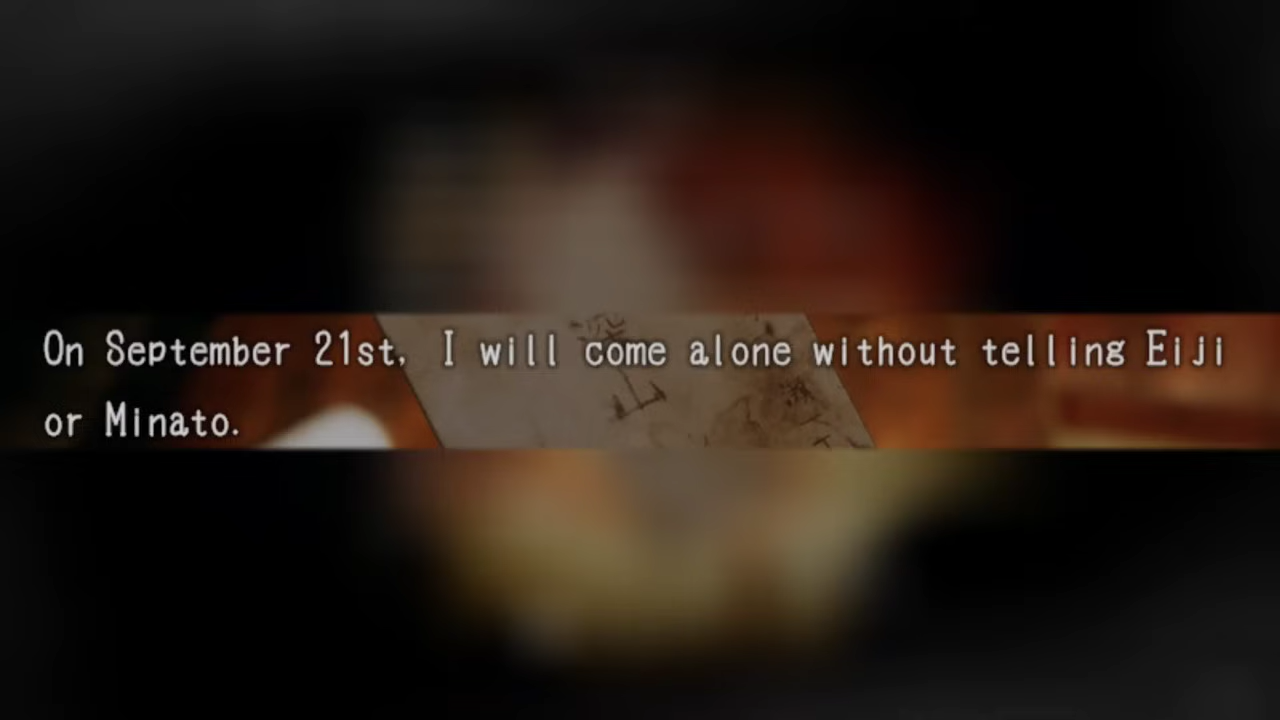 On September 21st, I will come alone without telling Eiji
or Minato.